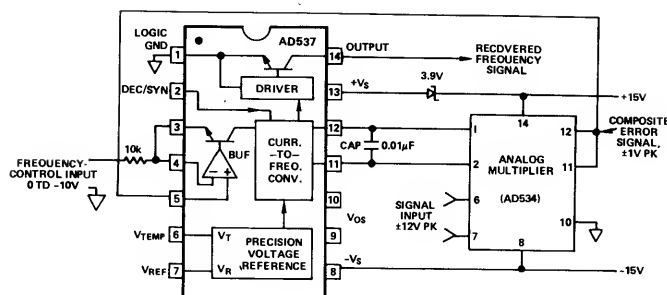 LOGIC
GND
1
AD537
14
OUTPUT
RECDVERED
FREQUENCY
SIGNAL
DRIVER
DEC/SYN
2
13
+VS
3.9V
+15V
14
3
10k
4
BUF
CURR.
–TO–
FREQ.
CONV.
12
CAP
0.01μF
11
1
2
ANALOG
MULTIPLIER
(AD534)
12
11
COMPOSITE
ERROR
SIGNAL,
±1V PK
FREQUENCY-
CONTROL INPUT
0 TD –10V
– +
5
10
VOS
9
SIGNAL
INPUT
±12V PK
6
7
10
VTEMP
6
VT
PRECISION
VOLTAGE
REFERENCE
VREF
7
VR
–VS
8
8
–15V